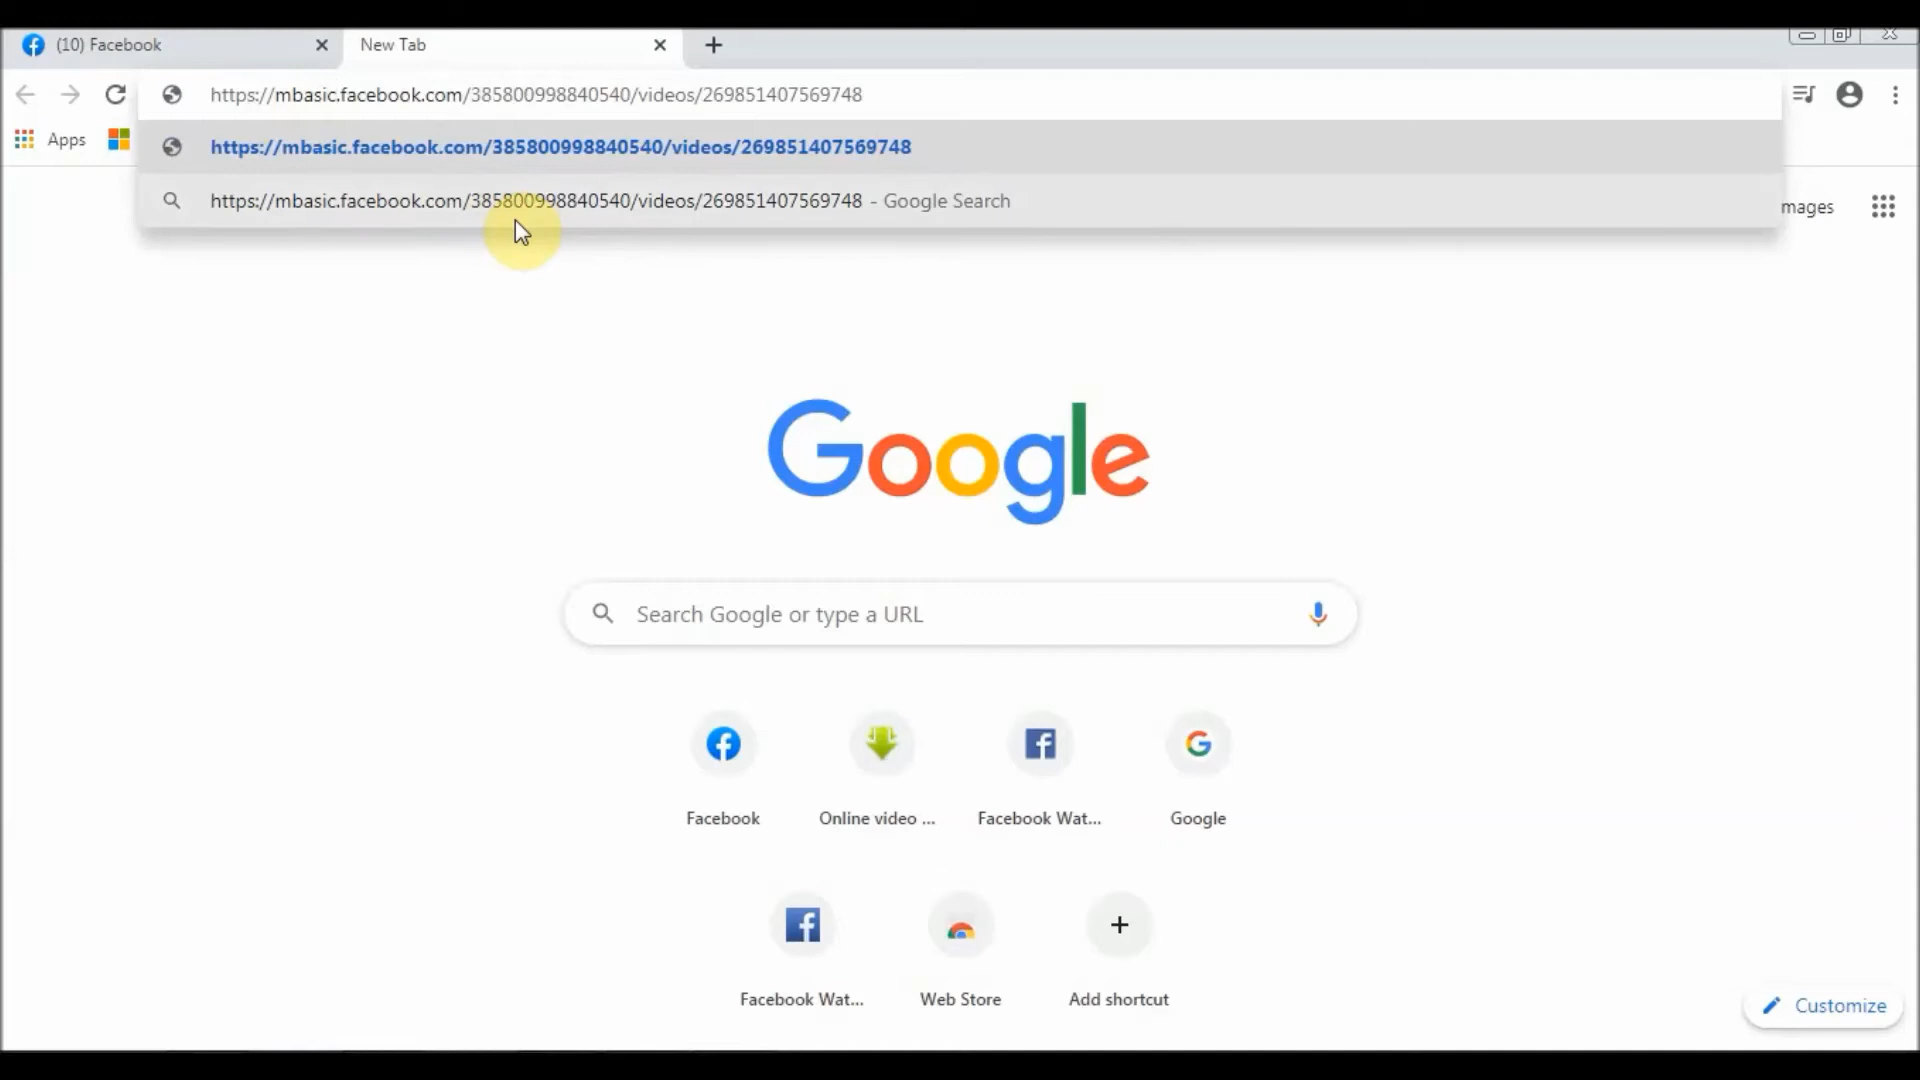 (10) Facebook
New Tab
https://mbasic.facebook.com/385800998840540/videos/269851407569748
Apps
https://mbasic.facebook.com/385800998840540/videos/269851407569748
https://mbasic.facebook.com/385800998840540/videos/269851407569748 - Google Search
mages
Google
Search Google or type a URL
Facebook
Online video ...
Facebook Wat...
Google
Facebook Wat...
Web Store
Add shortcut
Customize